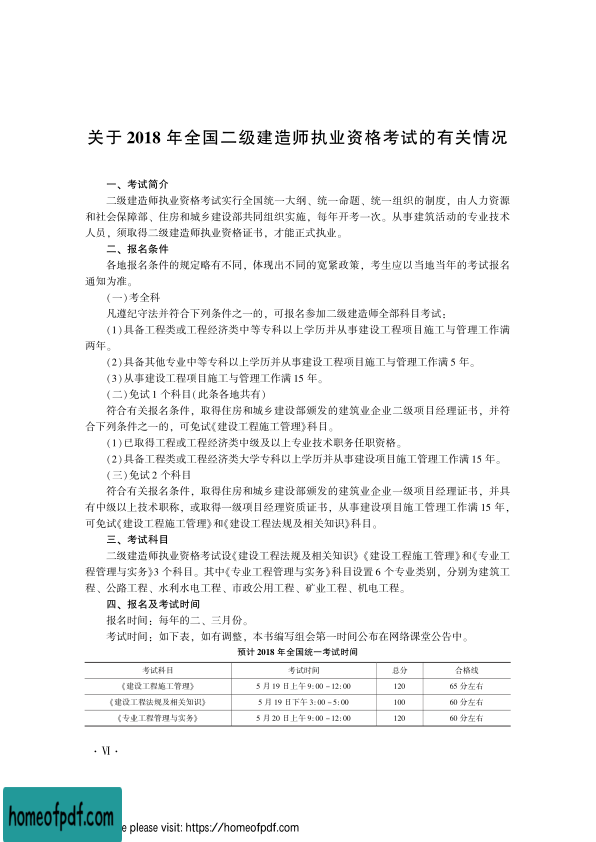 关于 2018 年全国二级建造师执业资格考试的有关情况
一、考试简介
二级建造师执业资格考试实行全国统一大纲、统一命题、统一组织的制度，由人力资源
和社会保障部、住房和城乡建设部共同组织实施，每年开考一次。从事建筑活动的专业技术
人员，须取得二级建造师执业资格证书，才能正式执业。
二、报名条件
各地报名条件的规定略有不同，体现出不同的宽紧政策，考生应以当地当年的考试报名
通知为准。
(一)考全科
凡遵纪守法并符合下列条件之一的，可报名参加二级建造师全部科目考试：
(1)具备工程类或工程经济类中等专科以上学历并从事建设工程项目施工与管理工作满
两年。
(2)具备其他专业中等专科以上学历并从事建设工程项目施工与管理工作满 5 年。
(3)从事建设工程项目施工与管理工作满 15 年。
(二)免试 1 个科目(此条各地共有)
符合有关报名条件，取得住房和城乡建设部颁发的建筑业企业二级项目经理证书，并符
合下列条件之一的，可免试《建设工程施工管理》科目。
(1)已取得工程或工程经济类中级及以上专业技术职务任职资格。
(2)具备工程类或工程经济类大学专科以上学历并从事建设项目施工管理工作满 15 年。
(三)免试 2 个科目
符合有关报名条件，取得住房和城乡建设部颁发的建筑业企业一级项目经理证书，并具
有中级以上技术职称，或取得一级项目经理资质证书，从事建设项目施工管理工作满 15 年，
可免试《建设工程施工管理》和《建设工程法规及相关知识》科目。
三、考试科目
二级建造师执业资格考试设《建设工程法规及相关知识》《建设工程施工管理》和《专业工
程管理与实务》3 个科目。其中《专业工程管理与实务》科目设置 6 个专业类别，分别为建筑工
程、公路工程、水利水电工程、市政公用工程、矿业工程、机电工程。
四、报名及考试时间
报名时间：每年的二、三月份。
考试时间：如下表，如有调整，本书编写组会第一时间公布在网络课堂公告中。
预计 2018 年全国统一考试时间
考试科目 考试时间 总分 合格线
《建设工程施工管理》 5 月 19 日上午 9:00－12:00 120 65 分左右
《建设工程法规及相关知识》 5 月 19 日下午 3:00－5:00 100 60 分左右
《专业工程管理与实务》 5 月 20 日上午 9:00－12:00 120 60 分左右
· Ⅵ ·
homeofpdf.com
e please visit: https://homeofpdf.com